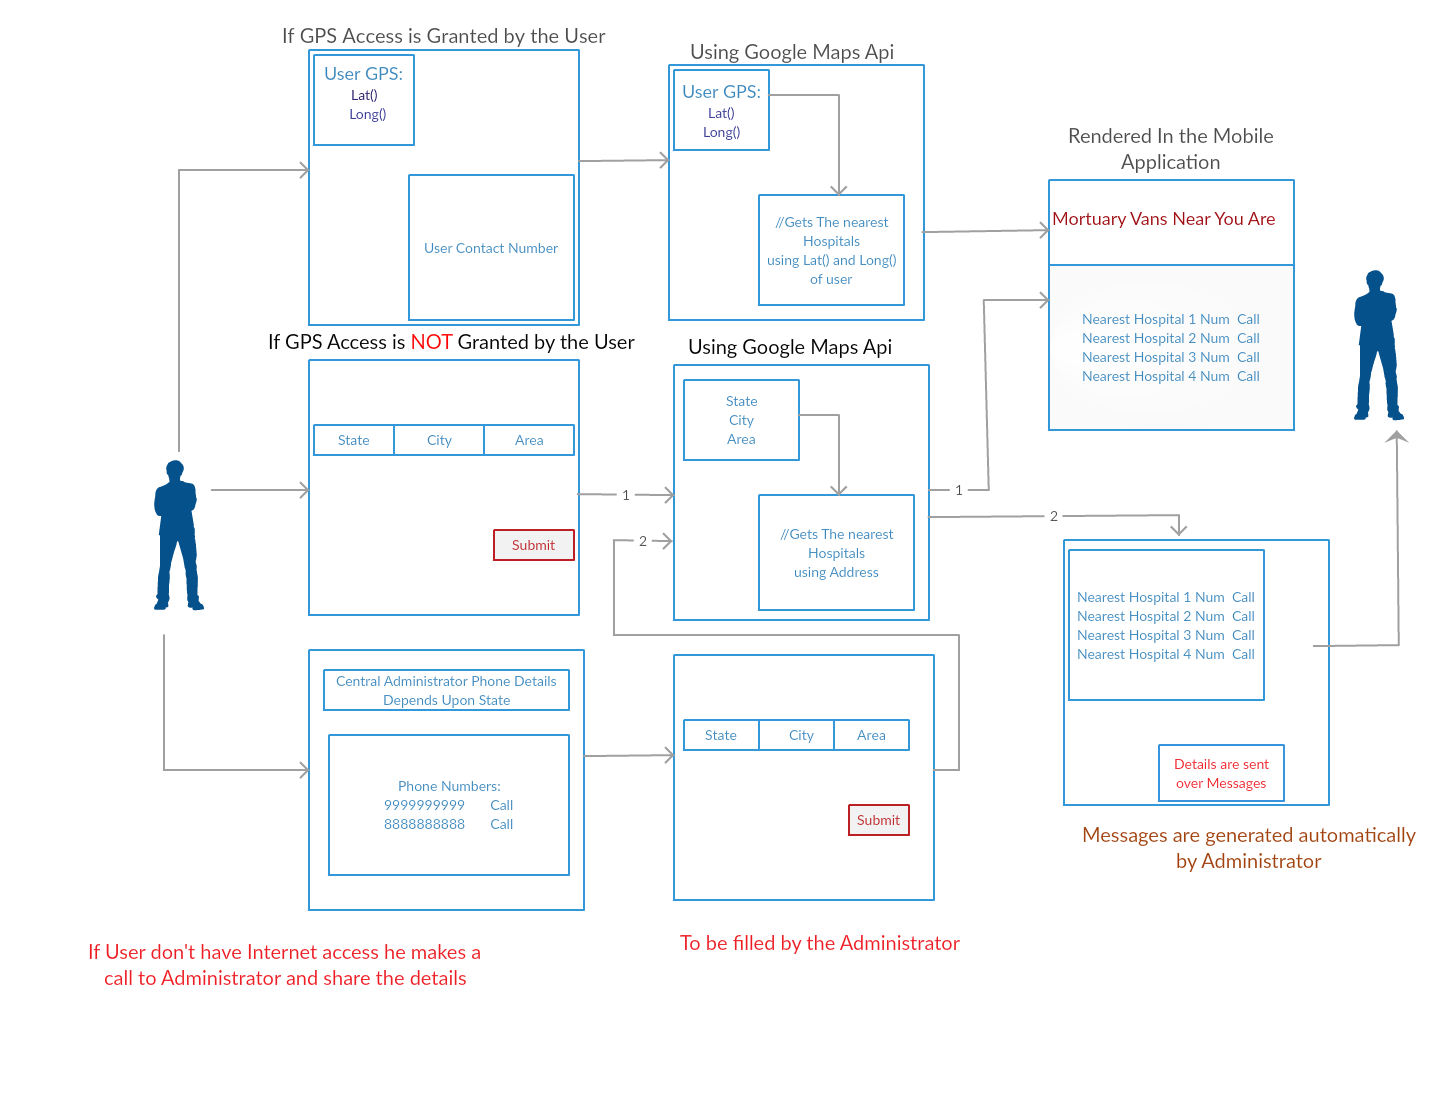 If GPS Access is Granted by the User
User GPS:
Lat()
Long()
User Contact Number
Using Google Maps Api
User GPS:
Lat()
Long()
//Gets The nearest
Hospitals
using Lat() and Long()
of user
Rendered In the Mobile
Application
Mortuary Vans Near You Are
Nearest Hospital 1 Num Call
Nearest Hospital 2 Num Call
Nearest Hospital 3 Num Call
Nearest Hospital 4 Num Call
If GPS Access is NOT Granted by the User
State City Area
Submit
1
2
Using Google Maps Api
State
City
Area
//Gets The nearest
Hospitals
using Address
1
2
Nearest Hospital 1 Num Call
Nearest Hospital 2 Num Call
Nearest Hospital 3 Num Call
Nearest Hospital 4 Num Call
Details are sent
over Messages
Messages are generated automatically
by Administrator
Central Administrator Phone Details
Depends Upon State
Phone Numbers:
9999999999 Call
8888888888 Call
If User don't have Internet access he makes a
call to Administrator and share the details
State City Area
Submit
To be filled by the Administrator